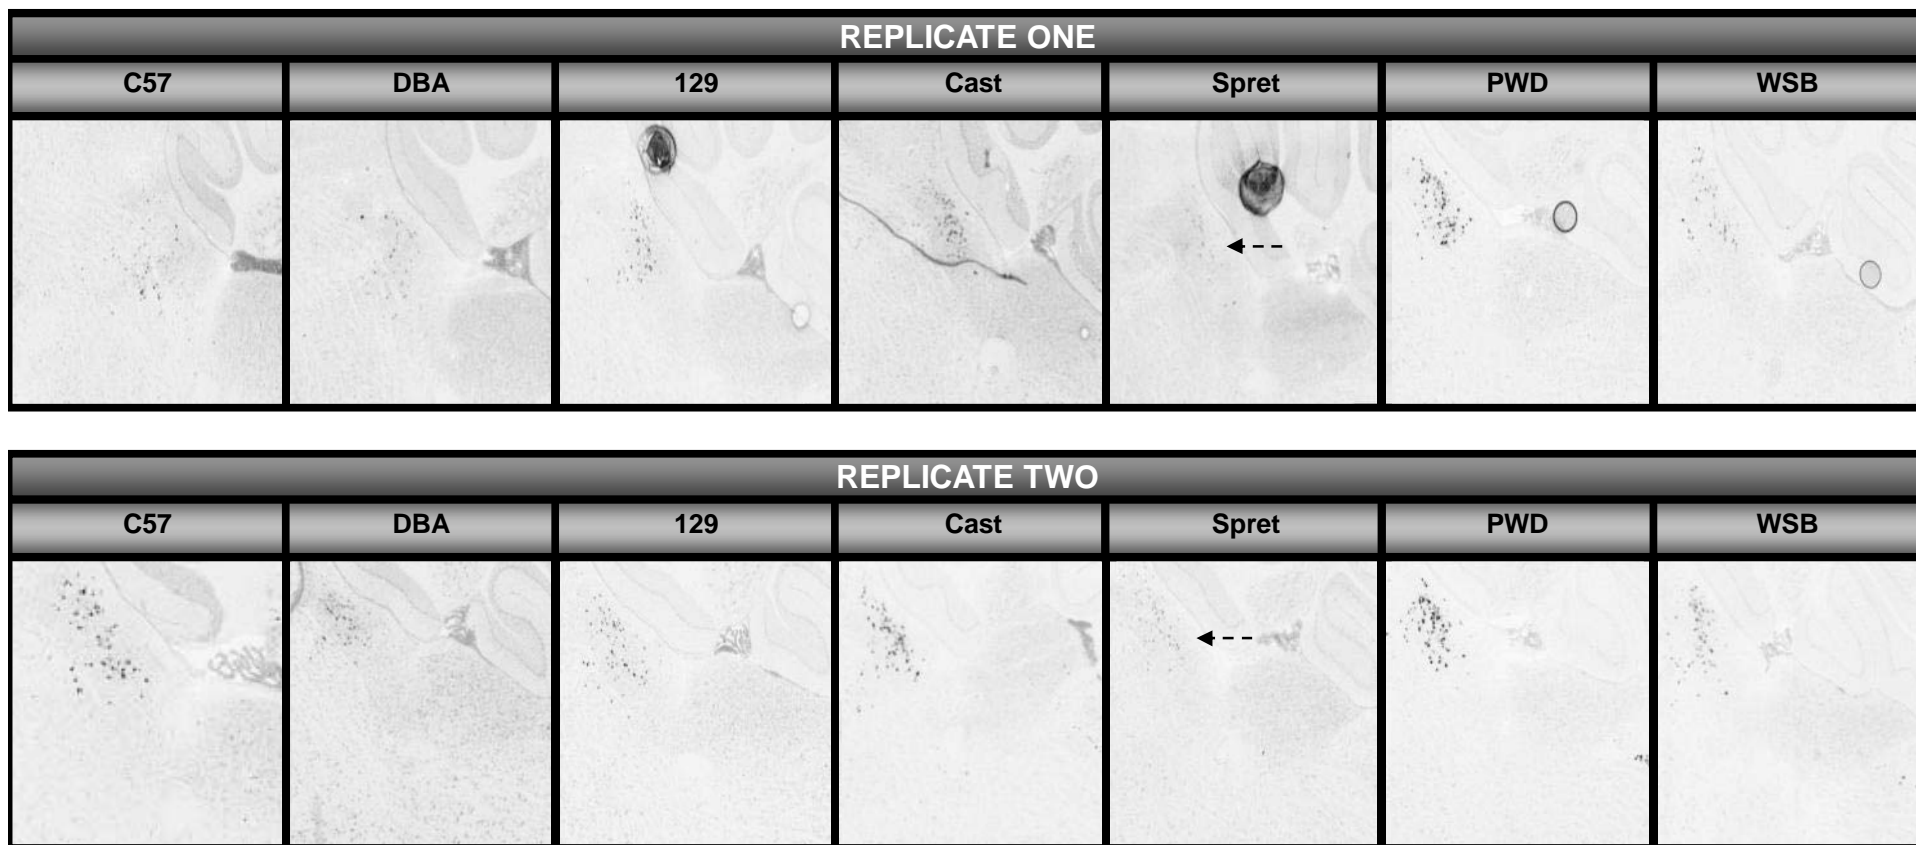 REPLICATE ONE
C57 DBA 129 Cast Spret PWD WSB
REPLICATE TWO
C57 DBA 129 Cast Spret PWD WSB